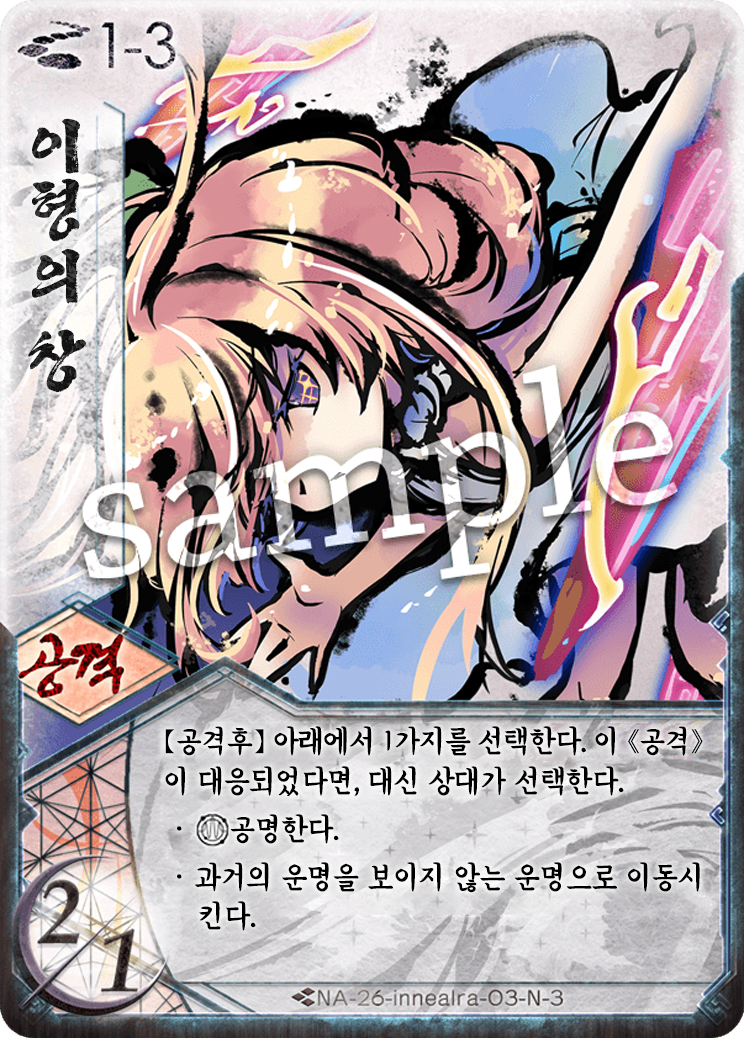 1-3
이형의 창
sample
공격
【공격후】 아래에서 1가지를 선택한다. 이 《공격》
이 대응되었다면, 대신 상대가 선택한다.
· 공명한다.
· 과거의 운명을 보이지 않는 운명으로 이동시
킨다.
2/1
NA-26-innealra-O3-N-3